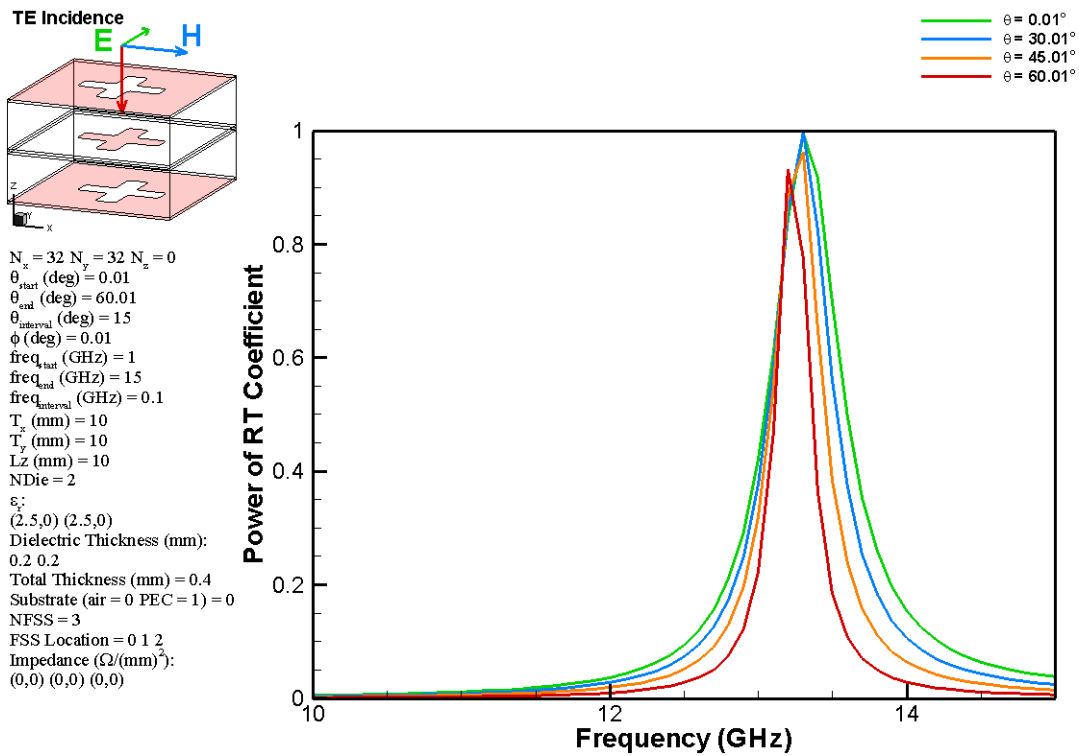 TE Incidence
E
H
Z
Y
X
N_x = 32 N_y = 32 N_z = 0
θ_start (deg) = 0.01
θ_end (deg) = 60.01
θ_interval (deg) = 15
ϕ (deg) = 0.01
freq_start (GHz) = 1
freq_end (GHz) = 15
freq_interval (GHz) = 0.1
T_x (mm) = 10
T_y (mm) = 10
Lz (mm) = 10
NDie = 2
ε_r:
(2.5,0) (2.5,0)
Dielectric Thickness (mm):
0.2 0.2
Total Thickness (mm) = 0.4
Substrate (air = 0 PEC = 1) = 0
NFSS = 3
FSS Location = 0 1 2
Impedance (Ω/(mm)²):
(0,0) (0,0) (0,0)
θ = 0.01°
θ = 30.01°
θ = 45.01°
θ = 60.01°
Power of RT Coefficient
1
0.8
0.6
0.4
0.2
0
10
12
14
Frequency (GHz)